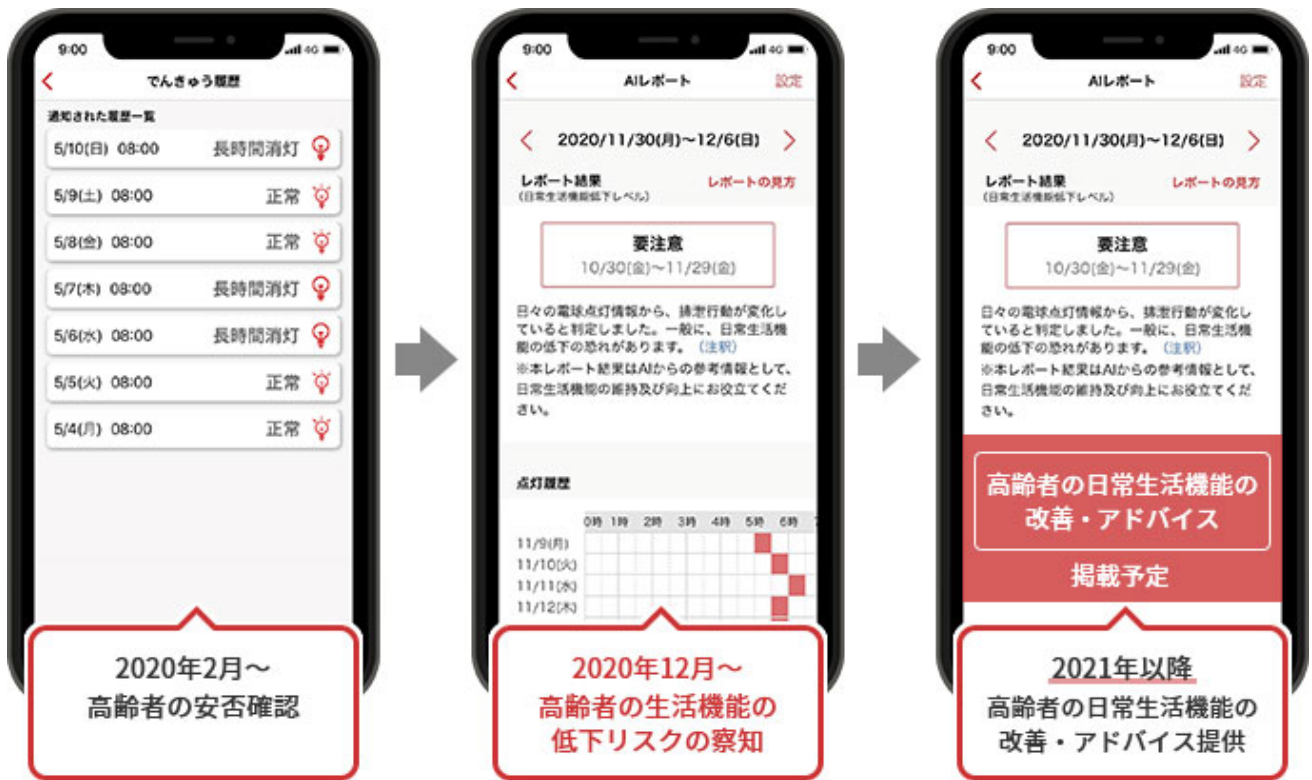 9:00
4G
でんきゅう履歴
通知された履歴一覧
5/10(日) 08:00 長時間消灯
5/9(土) 08:00 正常
5/8(金) 08:00 正常
5/7(木) 08:00 長時間消灯
5/6(水) 08:00 長時間消灯
5/5(火) 08:00 正常
5/4(月) 08:00 正常
2020年2月～
高齢者の安否確認
9:00
4G
AIレポート 設定
2020/11/30(月)～12/6(日)
レポート結果 レポートの見方
(日常生活機能低下レベル)
要注意
10/30(金)～11/29(金)
日々の電球点灯情報から、排泄行動が変化し
ていると判定しました。一般に、日常生活機
能の低下の恐れがあります。（注釈）
※本レポート結果はAIからの参考情報として、
日常生活機能の維持及び向上にお役立てくだ
さい。
点灯履歴
0時 1時 2時 3時 4時 5時 6時 7
11/9(月)
11/10(火)
11/11(水)
11/12(木)
2020年12月～
高齢者の生活機能の
低下リスクの察知
9:00
4G
AIレポート 設定
2020/11/30(月)～12/6(日)
レポート結果 レポートの見方
(日常生活機能低下レベル)
要注意
10/30(金)～11/29(金)
日々の電球点灯情報から、排泄行動が変化し
ていると判定しました。一般に、日常生活機
能の低下の恐れがあります。（注釈）
※本レポート結果はAIからの参考情報として、
日常生活機能の維持及び向上にお役立てくだ
さい。
高齢者の日常生活機能の
改善・アドバイス
掲載予定
2021年以降
高齢者の日常生活機能の
改善・アドバイス提供